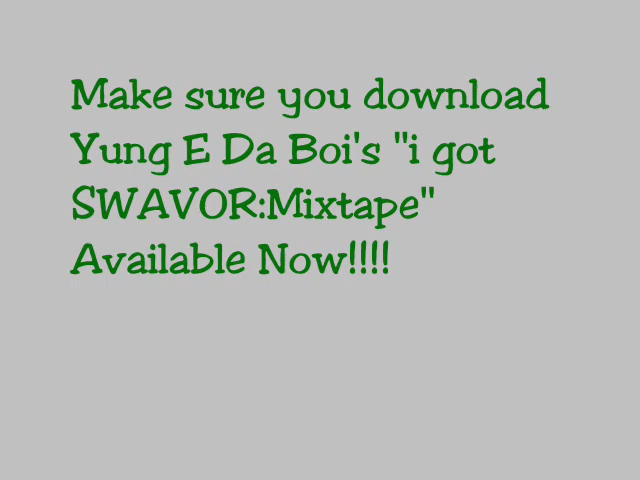 Make sure you download
Yung E Da Boi's "i got
SWAVOR:Mixtape"
Available Now!!!!